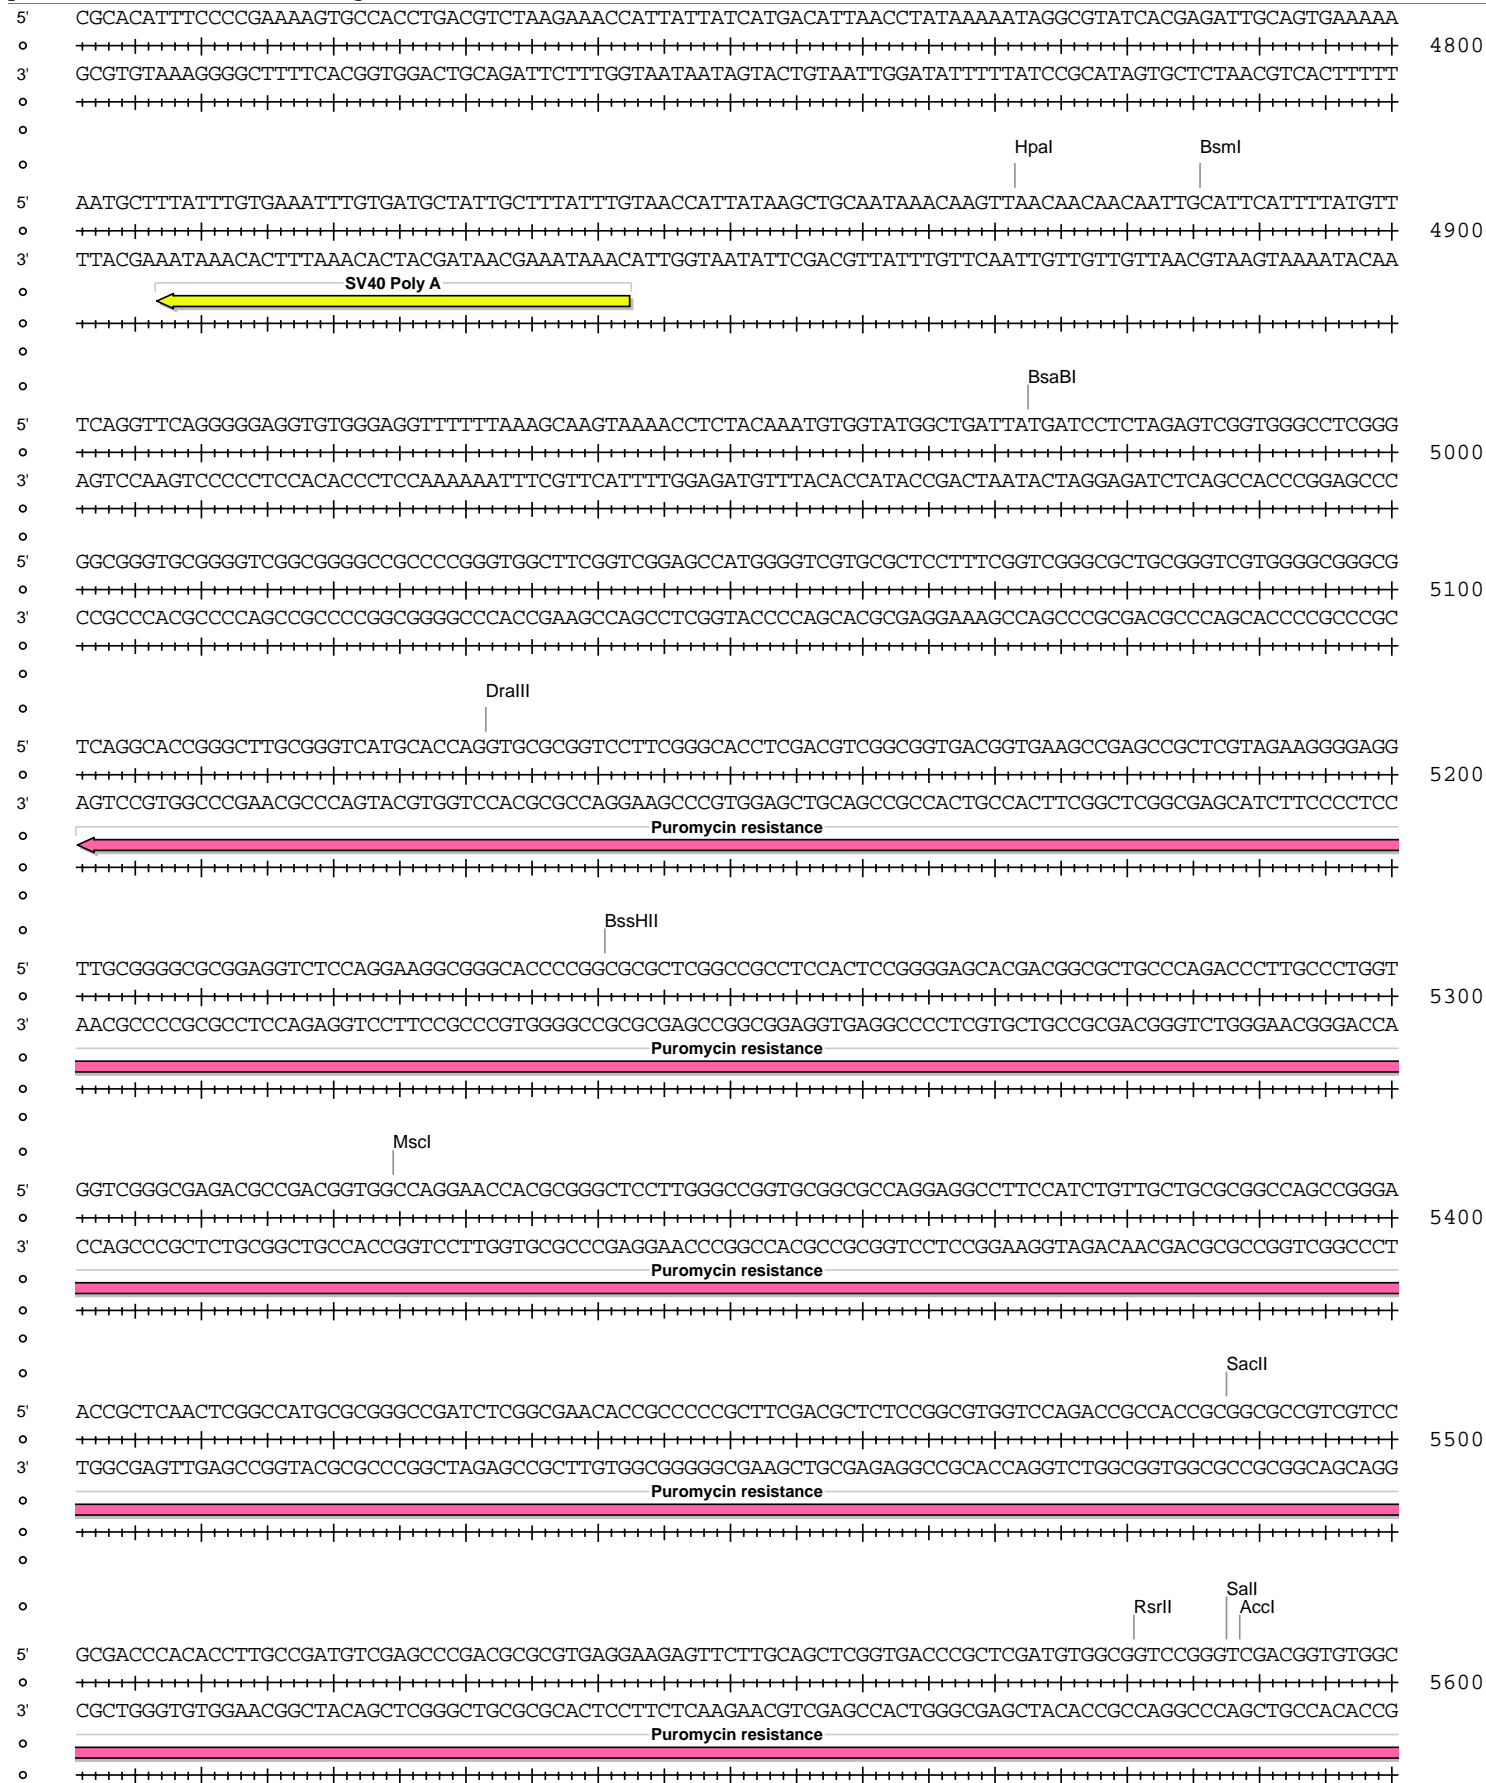 5' CGCACATTTCCCCGAAAAGTGCCACCTGACGTCTAAGAAACCATTATTATCATGACATTAACCTATAAAAATAGGCGTATCACGAGATTGCAGTGAAAAA
4800
3' GCGTGTAAAGGGGCTTTTCACGGTGGACTGCAGATTCTTTGGTAATAATAGTACTGTAATTGGATATTTTTATCCGCATAGTGCTCTAACGTCACTTTTT
HpaI BsmI
5' AATGCTTTATTTGTGAAATTTGTGATGCTATTGCTTTATTTGTAACCATTATAAGCTGCAATAAACAAGTTAACAACAACAATTGCATTCATTTTATGTT
4900
3' TTACGAAATAAACACTTTAAACACTACGATAACGAAATAAACATTGGTAATATTCGACGTTATTTGTTCAATTGTTGTTGTTAACGTAAGTAAAATACAA
SV40 Poly A
BsaBI
5' TCAGGTTCAGGGGGAGGTGTGGGAGGTTTTTTAAAGCAAGTAAAACCTCTACAAATGTGGTATGGCTGATTATGATCCTCTAGAGTCGGTGGGCCTCGGG
5000
3' AGTCCAAGTCCCCCTCCACACCCTCCAAAAAATTTCGTTCATTTTGGAGATGTTTACACCATACCGACTAATACTAGGAGATCTCAGCCACCCGGAGCCC
5' GGCGGGTGCGGGGTCGGCGGGGCCGCCCCGGGTGGCTTCGGTCGGAGCCATGGGGTCGTGCGCTCCTTTCGGTCGGGCGCTGCGGGTCGTGGGGCGGGCG
5100
3' CCGCCCACGCCCCAGCCGCCCCGGCGGGGCCCACCGAAGCCAGCCTCGGTACCCCAGCACGCGAGGAAAGCCAGCCCGCGACGCCCAGCACCCCGCCCGC
DraIII
5' TCAGGCACCGGGCTTGCGGGTCATGCACCAGGTGCGCGGTCCTTCGGGCACCTCGACGTCGGCGGTGACGGTGAAGCCGAGCCGCTCGTAGAAGGGGAGG
5200
3' AGTCCGTGGCCCGAACGCCCAGTACGTGGTCCACGCGCCAGGAAGCCCGTGGAGCTGCAGCCGCCACTGCCACTTCGGCTCGGCGAGCATCTTCCCCTCC
Puromycin resistance
BssHII
5' TTGCGGGGCGCGGAGGTCTCCAGGAAGGCGGGCACCCCGGCGCGCTCGGCCGCCTCCACTCCGGGGAGCACGACGGCGCTGCCCAGACCCTTGCCCTGGT
5300
3' AACGCCCCGCGCCTCCAGAGGTCCTTCCGCCCGTGGGGCCGCGCGAGCCGGCGGAGGTGAGGCCCCTCGTGCTGCCGCGACGGGTCTGGGAACGGGACCA
Puromycin resistance
MscI
5' GGTCGGGCGAGACGCCGACGGTGGCCAGGAACCACGCGGGCTCCTTGGGCCGGTGCGGCGCCAGGAGGCCTTCCATCTGTTGCTGCGCGGCCAGCCGGGA
5400
3' CCAGCCCGCTCTGCGGCTGCCACCGGTCCTTGGTGCGCCCGAGGAACCCGGCCACGCCGCGGTCCTCCGGAAGGTAGACAACGACGCGCCGGTCGGCCCT
Puromycin resistance
SacII
5' ACCGCTCAACTCGGCCATGCGCGGGCCGATCTCGGCGAACACCGCCCCCGCTTCGACGCTCTCCGGCGTGGTCCAGACCGCCACCGCGGCGCCGTCGTCC
5500
3' TGGCGAGTTGAGCCGGTACGCGCCCGGCTAGAGCCGCTTGTGGCGGGGGCGAAGCTGCGAGAGGCCGCACCAGGTCTGGCGGTGGCGCCGCGGCAGCAGG
Puromycin resistance
SalI
RsrII AccI
5' GCGACCCACACCTTGCCGATGTCGAGCCCGACGCGCGTGAGGAAGAGTTCTTGCAGCTCGGTGACCCGCTCGATGTGGCGGTCCGGGTCGACGGTGTGGC
5600
3' CGCTGGGTGTGGAACGGCTACAGCTCGGGCTGCGCGCACTCCTTCTCAAGAACGTCGAGCCACTGGGCGAGCTACACCGCCAGGCCCAGCTGCCACACCG
Puromycin resistance